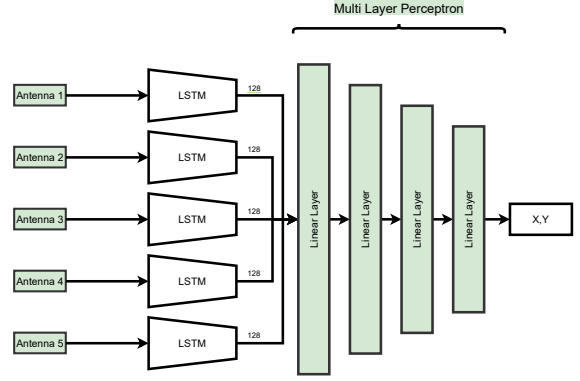 Multi Layer Perceptron
Antenna 1
LSTM
128
Antenna 2
LSTM
128
Antenna 3
LSTM
128
Antenna 4
LSTM
128
Antenna 5
LSTM
128
Linear Layer
Linear Layer
Linear Layer
Linear Layer
X,Y